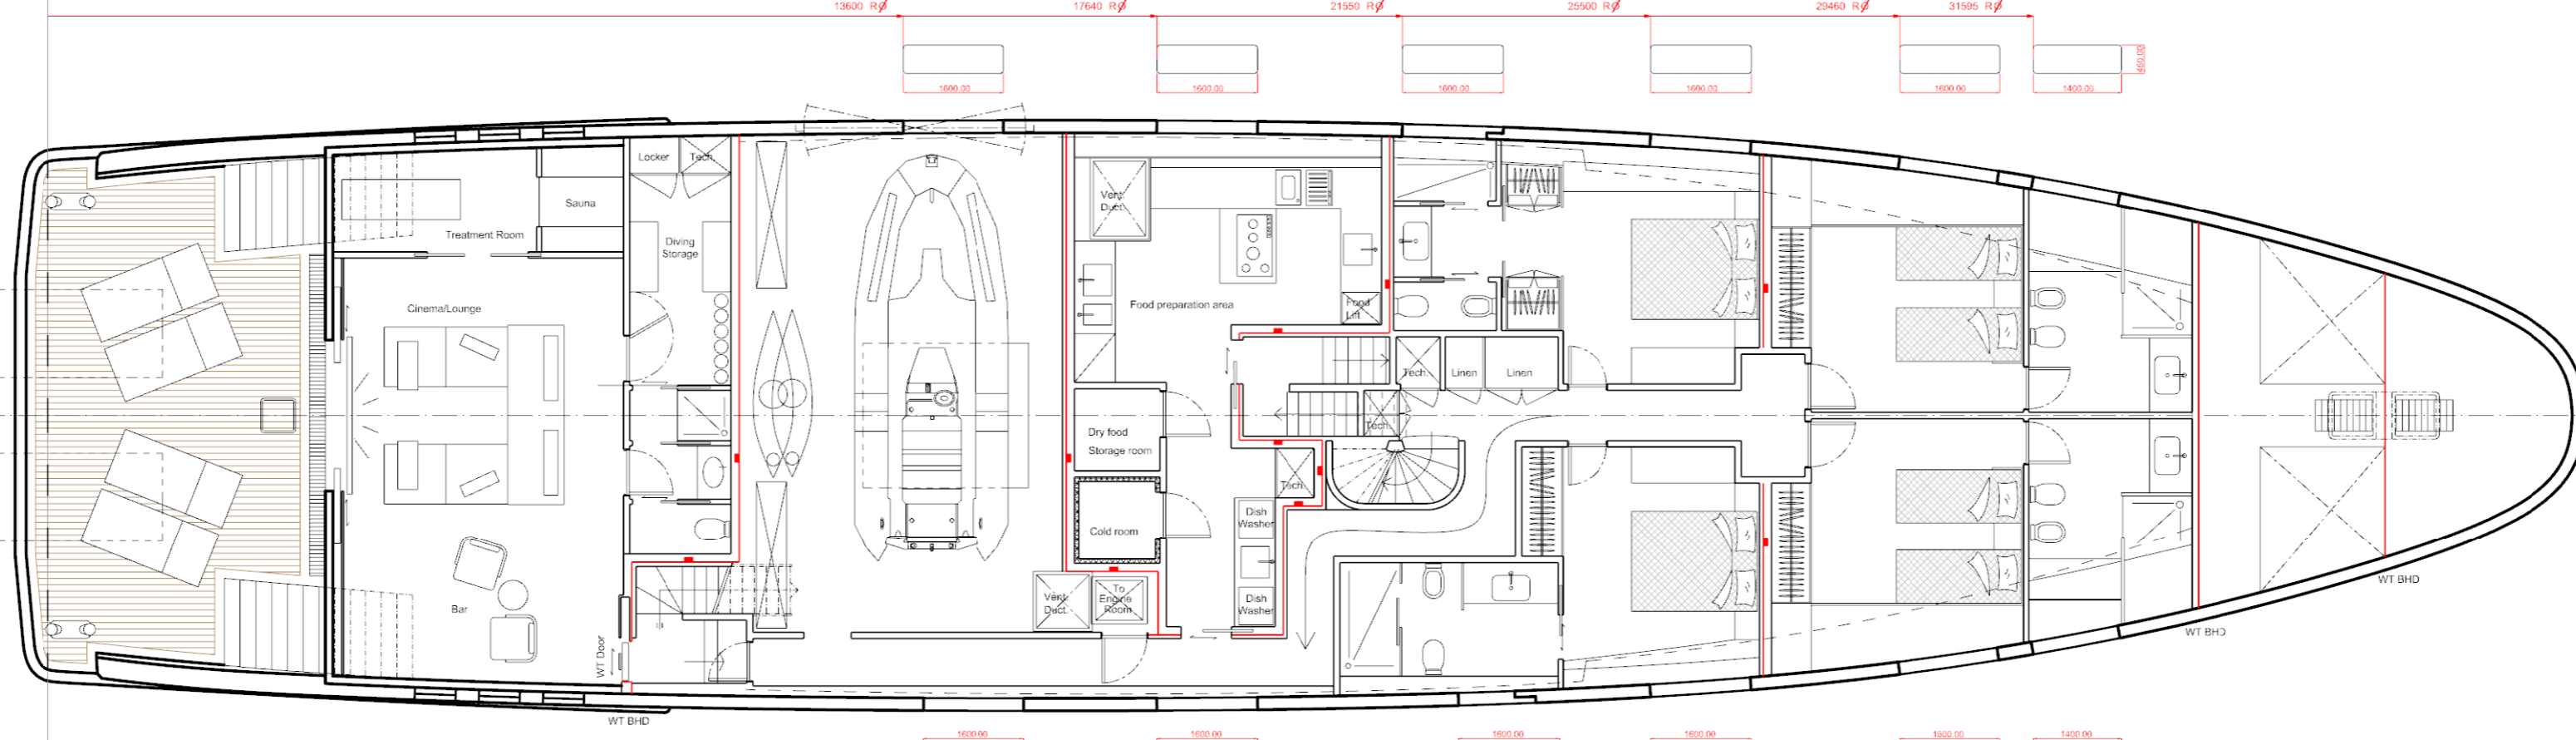 13600 RØ
17640 RØ
21550 RØ
25500 RØ
29460 RØ
31595 RØ
450.00
1600.00
1600.00
1600.00
1600.00
1600.00
1400.00
Locker
Tech.
Sauna
Treatment Room
Diving
Storage
Vent.
Duct.
Cinema/Lounge
Food preparation area
Food
Lift
Tech.
Linen
Linen
Tech.
Dry food
Storage room
Tech.
Cold room
Dish
Washer
Dish
Washer
Vent.
Duct.
To
Engine
Room
Bar
WT Door
WT BHD
WT BHD
WT BHD
1600.00
1600.00
1600.00
1600.00
1600.00
1400.00